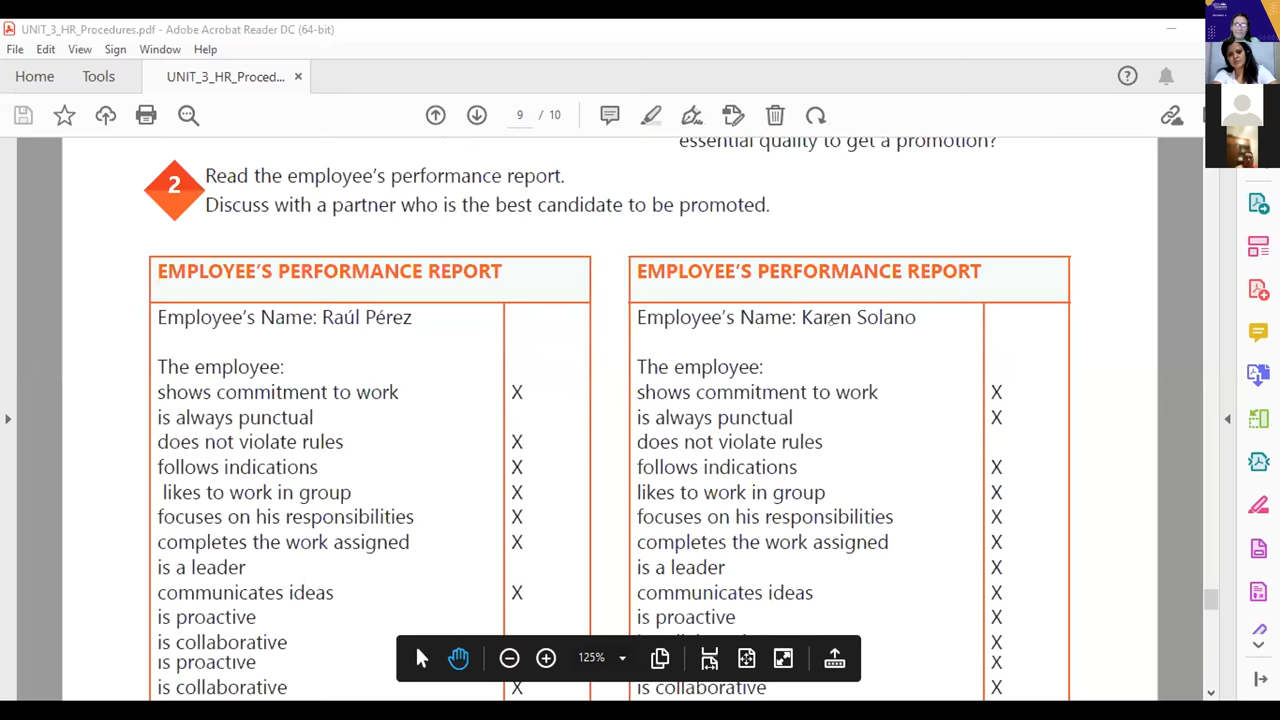 UNIT_3_HR_Procedures.pdf - Adobe Acrobat Reader DC (64-bit)
File Edit View Sign Window Help
Home Tools UNIT_3_HR_Proced... ×
9 / 10
essential quality to get a promotion?
2
Read the employee's performance report.
Discuss with a partner who is the best candidate to be promoted.
EMPLOYEE'S PERFORMANCE REPORT
Employee's Name: Raúl Pérez
The employee:
shows commitment to work X
is always punctual
does not violate rules X
follows indications X
likes to work in group X
focuses on his responsibilities X
completes the work assigned X
is a leader
communicates ideas X
is proactive
is collaborative
is proactive
is collaborative X
EMPLOYEE'S PERFORMANCE REPORT
Employee's Name: Karen Solano
The employee:
shows commitment to work X
is always punctual X
does not violate rules
follows indications X
likes to work in group X
focuses on his responsibilities X
completes the work assigned X
is a leader X
communicates ideas X
is proactive X
X
X
is collaborative X
125%